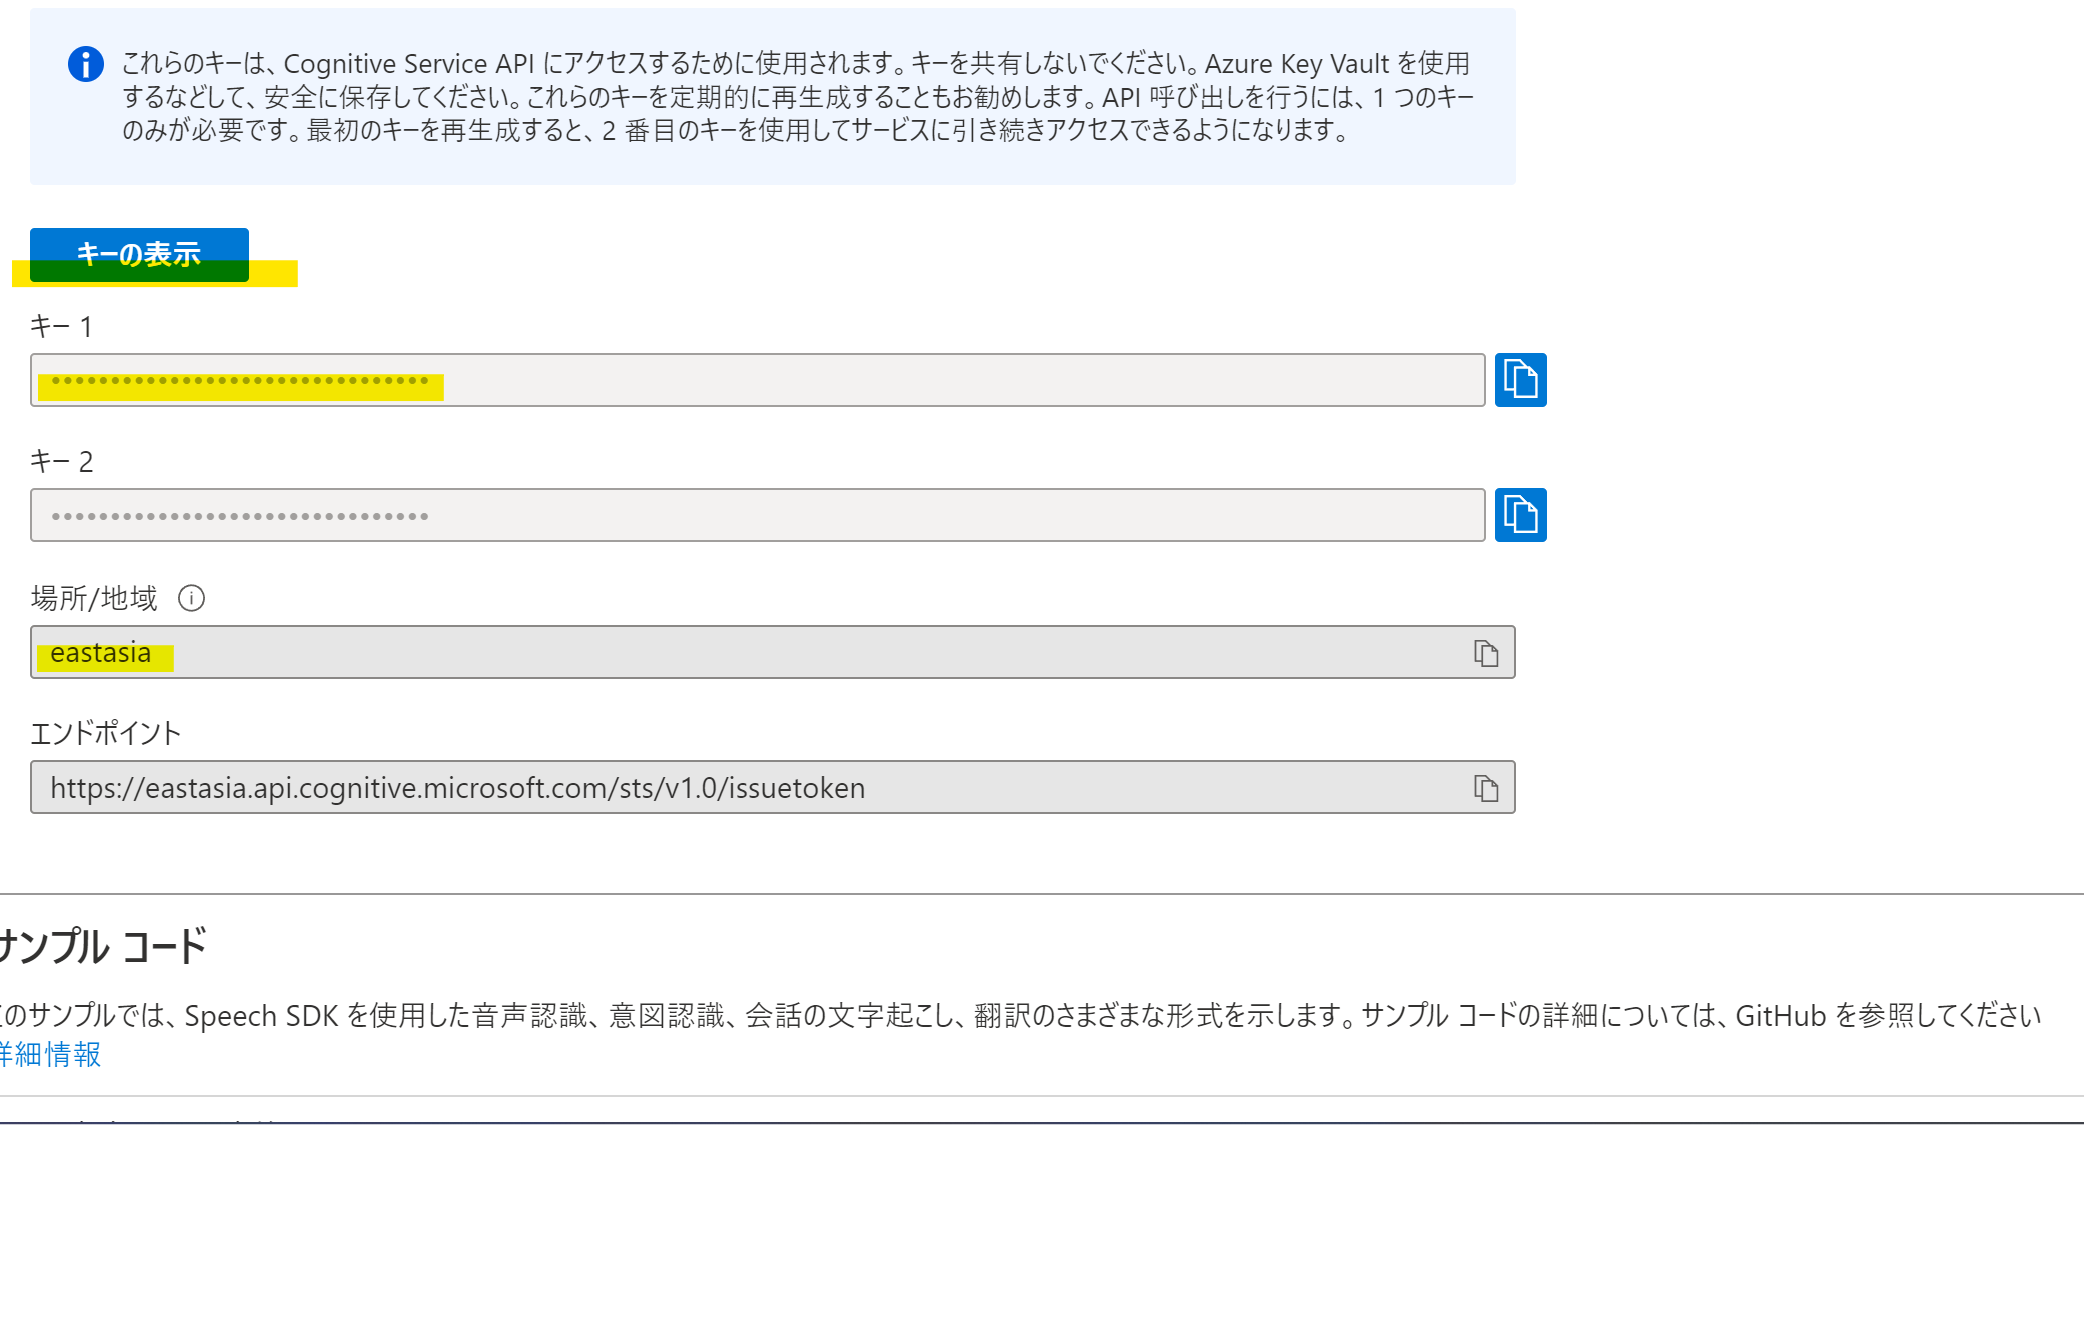 これらのキーは、Cognitive Service API にアクセスするために使用されます。キーを共有しないでください。Azure Key Vault を使用
するなどして、安全に保存してください。これらのキーを定期的に再生成することもお勧めします。API 呼び出しを行うには、1 つのキー
のみが必要です。最初のキーを再生成すると、2 番目のキーを使用してサービスに引き続きアクセスできるようになります。
キーの表示
キー 1
••••••••••••••••••••••••••••••••
キー 2
••••••••••••••••••••••••••••••••
場所/地域
eastasia
エンドポイント
https://eastasia.api.cognitive.microsoft.com/sts/v1.0/issuetoken
サンプル コード
このサンプルでは、Speech SDK を使用した音声認識、意図認識、会話の文字起こし、翻訳のさまざまな形式を示します。サンプル コードの詳細については、GitHub を参照してください
詳細情報